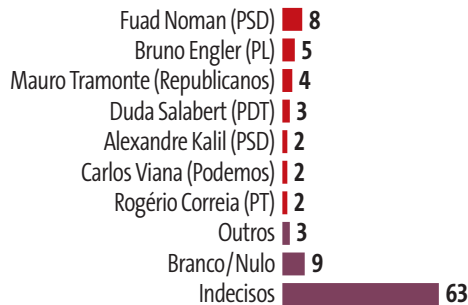 Fuad Noman (PSD) 8
Bruno Engler (PL) 5
Mauro Tramonte (Republicanos) 4
Duda Salabert (PDT) 3
Alexandre Kalil (PSD) 2
Carlos Viana (Podemos) 2
Rogério Correia (PT) 2
Outros 3
Branco/Nulo 9
Indecisos 63